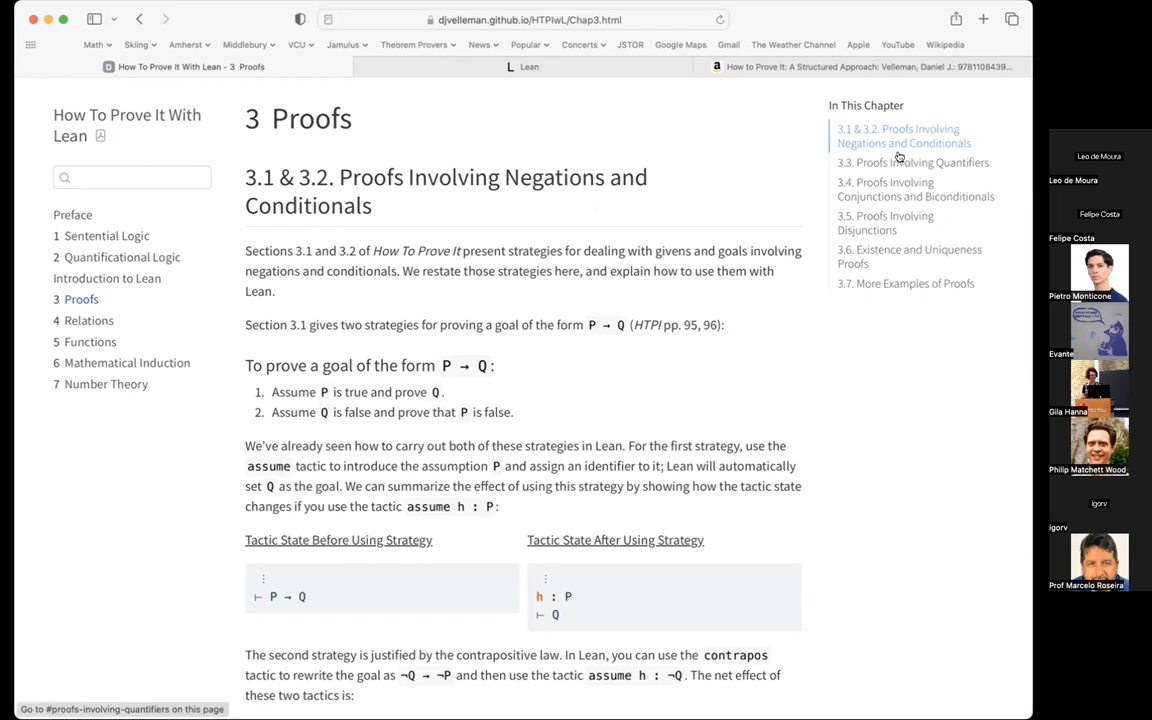 djvelleman.github.io/HTPIwL/Chap3.html
Math Skiing Amherst Middlebury VCU Jamulus Theorem Provers News Popular Concerts JSTOR Google Maps Gmail The Weather Channel Apple YouTube Wikipedia
D How To Prove It With Lean - 3 Proofs
L Lean
a How to Prove It: A Structured Approach: Velleman, Daniel J.: 9781108439...
How To Prove It With
Lean
Preface
1 Sentential Logic
2 Quantificational Logic
Introduction to Lean
3 Proofs
4 Relations
5 Functions
6 Mathematical Induction
7 Number Theory
3 Proofs
3.1 & 3.2. Proofs Involving Negations and
Conditionals
Sections 3.1 and 3.2 of How To Prove It present strategies for dealing with givens and goals involving
negations and conditionals. We restate those strategies here, and explain how to use them with
Lean.
Section 3.1 gives two strategies for proving a goal of the form P → Q (HTPI pp. 95, 96):
To prove a goal of the form P → Q:
1. Assume P is true and prove Q.
2. Assume Q is false and prove that P is false.
We've already seen how to carry out both of these strategies in Lean. For the first strategy, use the
assume tactic to introduce the assumption P and assign an identifier to it; Lean will automatically
set Q as the goal. We can summarize the effect of using this strategy by showing how the tactic state
changes if you use the tactic assume h : P:
Tactic State Before Using Strategy
⋮
⊢ P → Q
Tactic State After Using Strategy
⋮
h : P
⊢ Q
The second strategy is justified by the contrapositive law. In Lean, you can use the contrapos
tactic to rewrite the goal as ¬Q → ¬P and then use the tactic assume h : ¬Q. The net effect of
these two tactics is:
In This Chapter
3.1 & 3.2. Proofs Involving
Negations and Conditionals
3.3. Proofs Involving Quantifiers
3.4. Proofs Involving
Conjunctions and Biconditionals
3.5. Proofs Involving
Disjunctions
3.6. Existence and Uniqueness
Proofs
3.7. More Examples of Proofs
Go to #proofs-involving-quantifiers on this page
Leo de Moura
Leo de Moura
Felipe Costa
Felipe Costa
Pietro Monticone
Evante
Gila Hanna
Philip Matchett Wood
igorv
igorv
Prof Marcelo Roseira